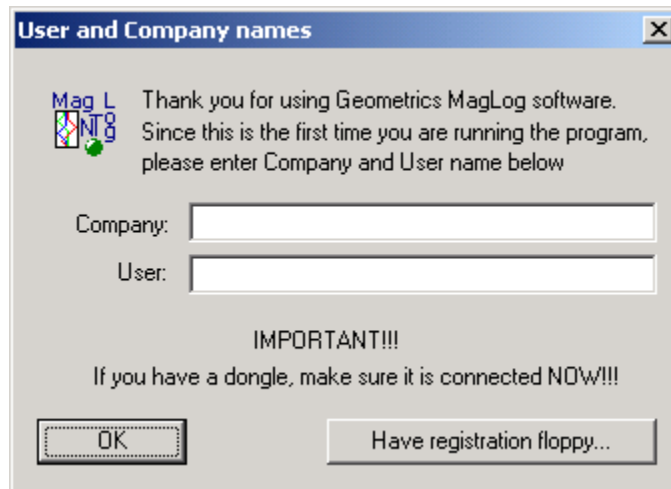 User and Company names
Mag L
NT og
Thank you for using Geometrics MagLog software.
Since this is the first time you are running the program,
please enter Company and User name below
Company:
User:
IMPORTANT!!!
If you have a dongle, make sure it is connected NOW!!!
OK
Have registration floppy...